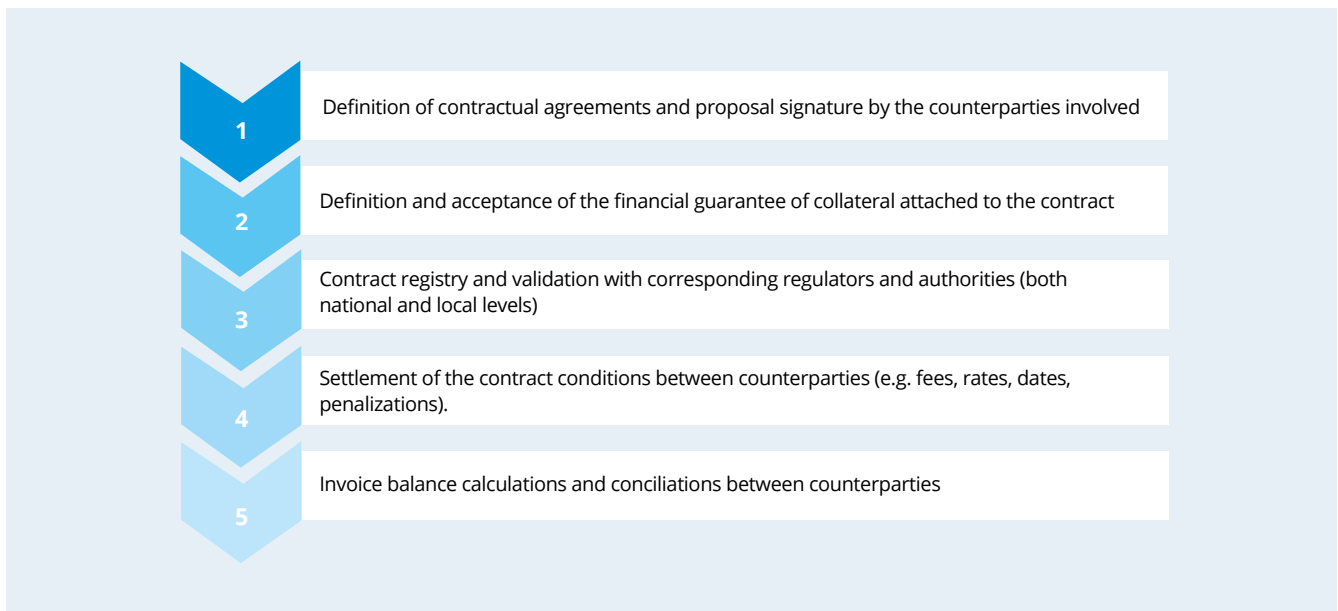 1
Definition of contractual agreements and proposal signature by the counterparties involved
2
Definition and acceptance of the financial guarantee of collateral attached to the contract
3
Contract registry and validation with corresponding regulators and authorities (both
national and local levels)
4
Settlement of the contract conditions between counterparties (e.g. fees, rates, dates,
penalizations).
5
Invoice balance calculations and conciliations between counterparties